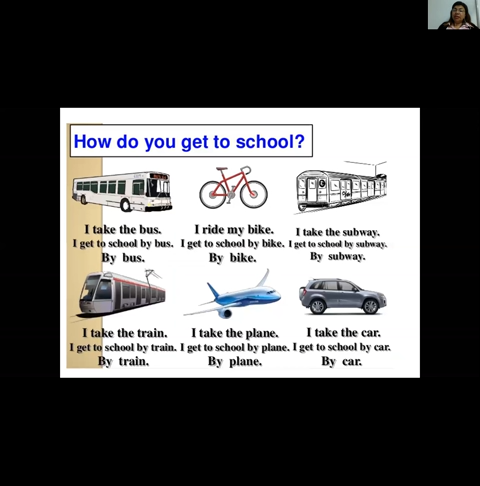 How do you get to school?
I take the bus.
I get to school by bus.
By bus.
I ride my bike.
I get to school by bike.
By bike.
I take the subway.
I get to school by subway.
By subway.
I take the train.
I get to school by train.
By train.
I take the plane.
I get to school by plane.
By plane.
I take the car.
I get to school by car.
By car.